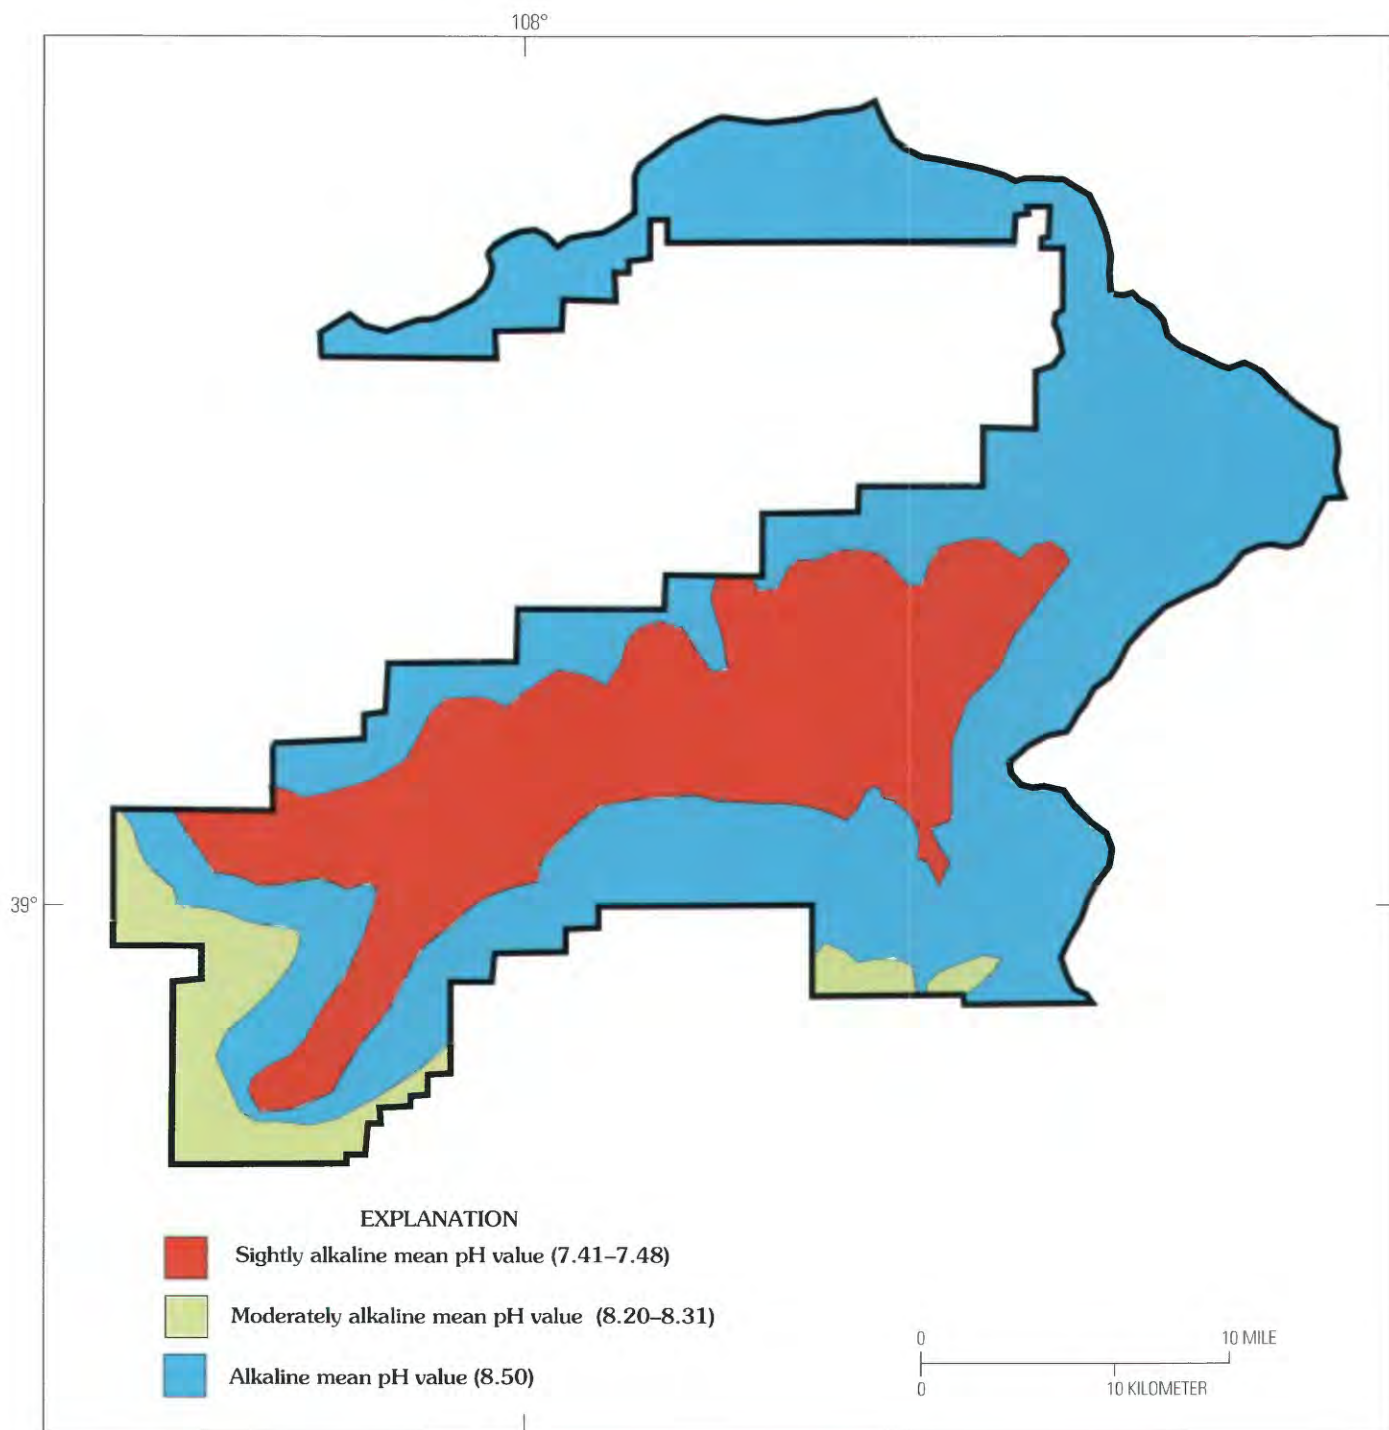 108°
39°
EXPLANATION
Sightly alkaline mean pH value (7.41–7.48)
Moderately alkaline mean pH value (8.20–8.31)
Alkaline mean pH value (8.50)
0 10 MILE
0 10 KILOMETER